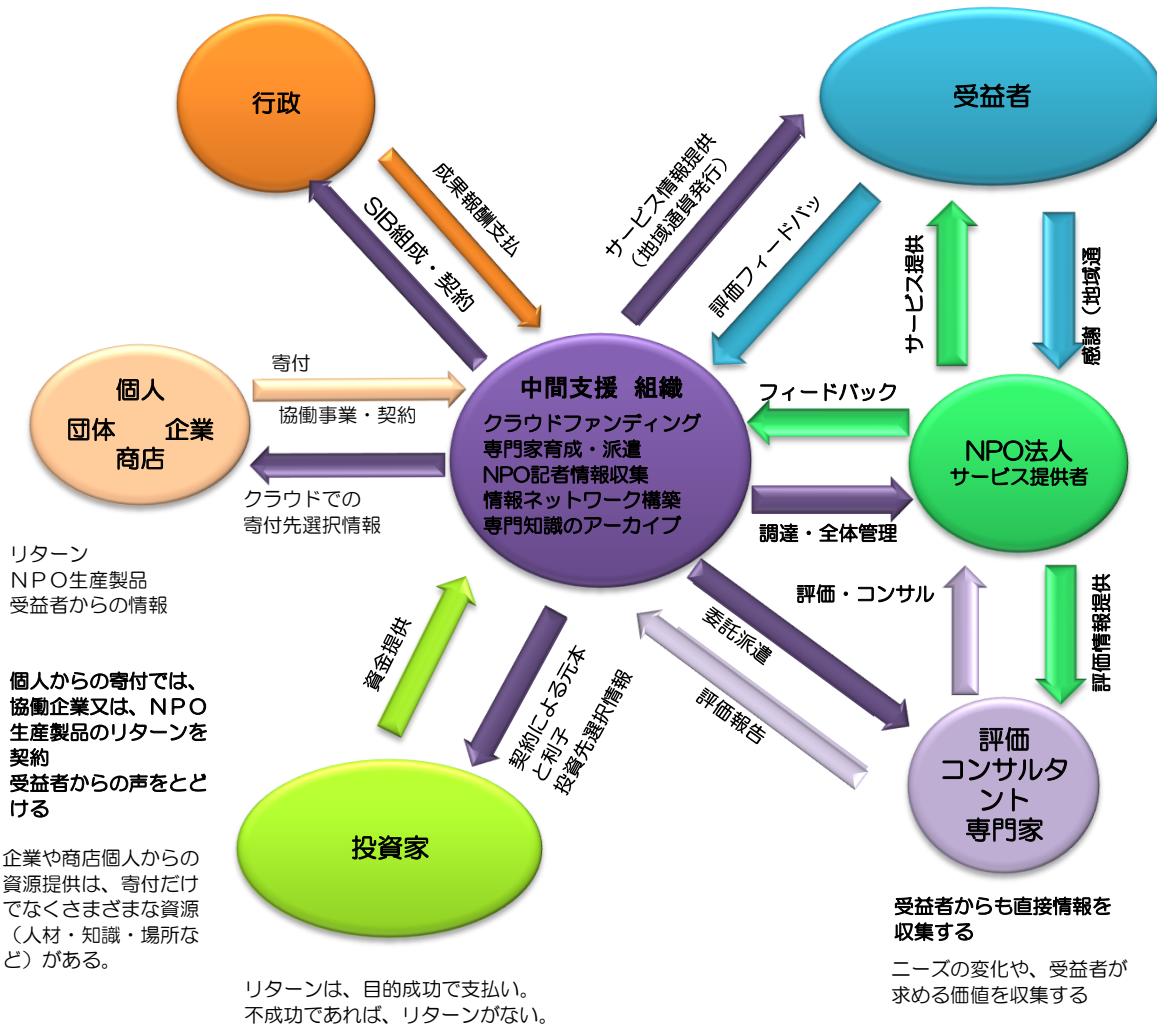 行政
受益者
成果報酬支払
SIB組成・契約
サービス情報提供
（地域通貨発行）
評価フィードバッ
サービス提供
感謝（地域通
個人
団体　　企業
商店
寄付
協働事業・契約
クラウドでの
寄付先選択情報
中間支援 組織
クラウドファンディング
専門家育成・派遣
NPO記者情報収集
情報ネットワーク構築
専門知識のアーカイブ
フィードバック
調達・全体管理
NPO法人
サービス提供者
リターン
ＮＰＯ生産製品
受益者からの情報
個人からの寄付では、
協働企業又は、ＮＰＯ
生産製品のリターンを
契約
受益者からの声をとど
ける
企業や商店個人からの
資源提供は、寄付だけ
でなくさまざまな資源
（人材・知識・場所な
ど）がある。
資金提供
契約による元本
と利子
投資先選択情報
委託派遣
評価報告
評価・コンサル
評価情報提供
投資家
リターンは、目的成功で支払い。
不成功であれば、リターンがない。
評価
コンサルタ
ント
専門家
受益者からも直接情報を
収集する
ニーズの変化や、受益者が
求める価値を収集する